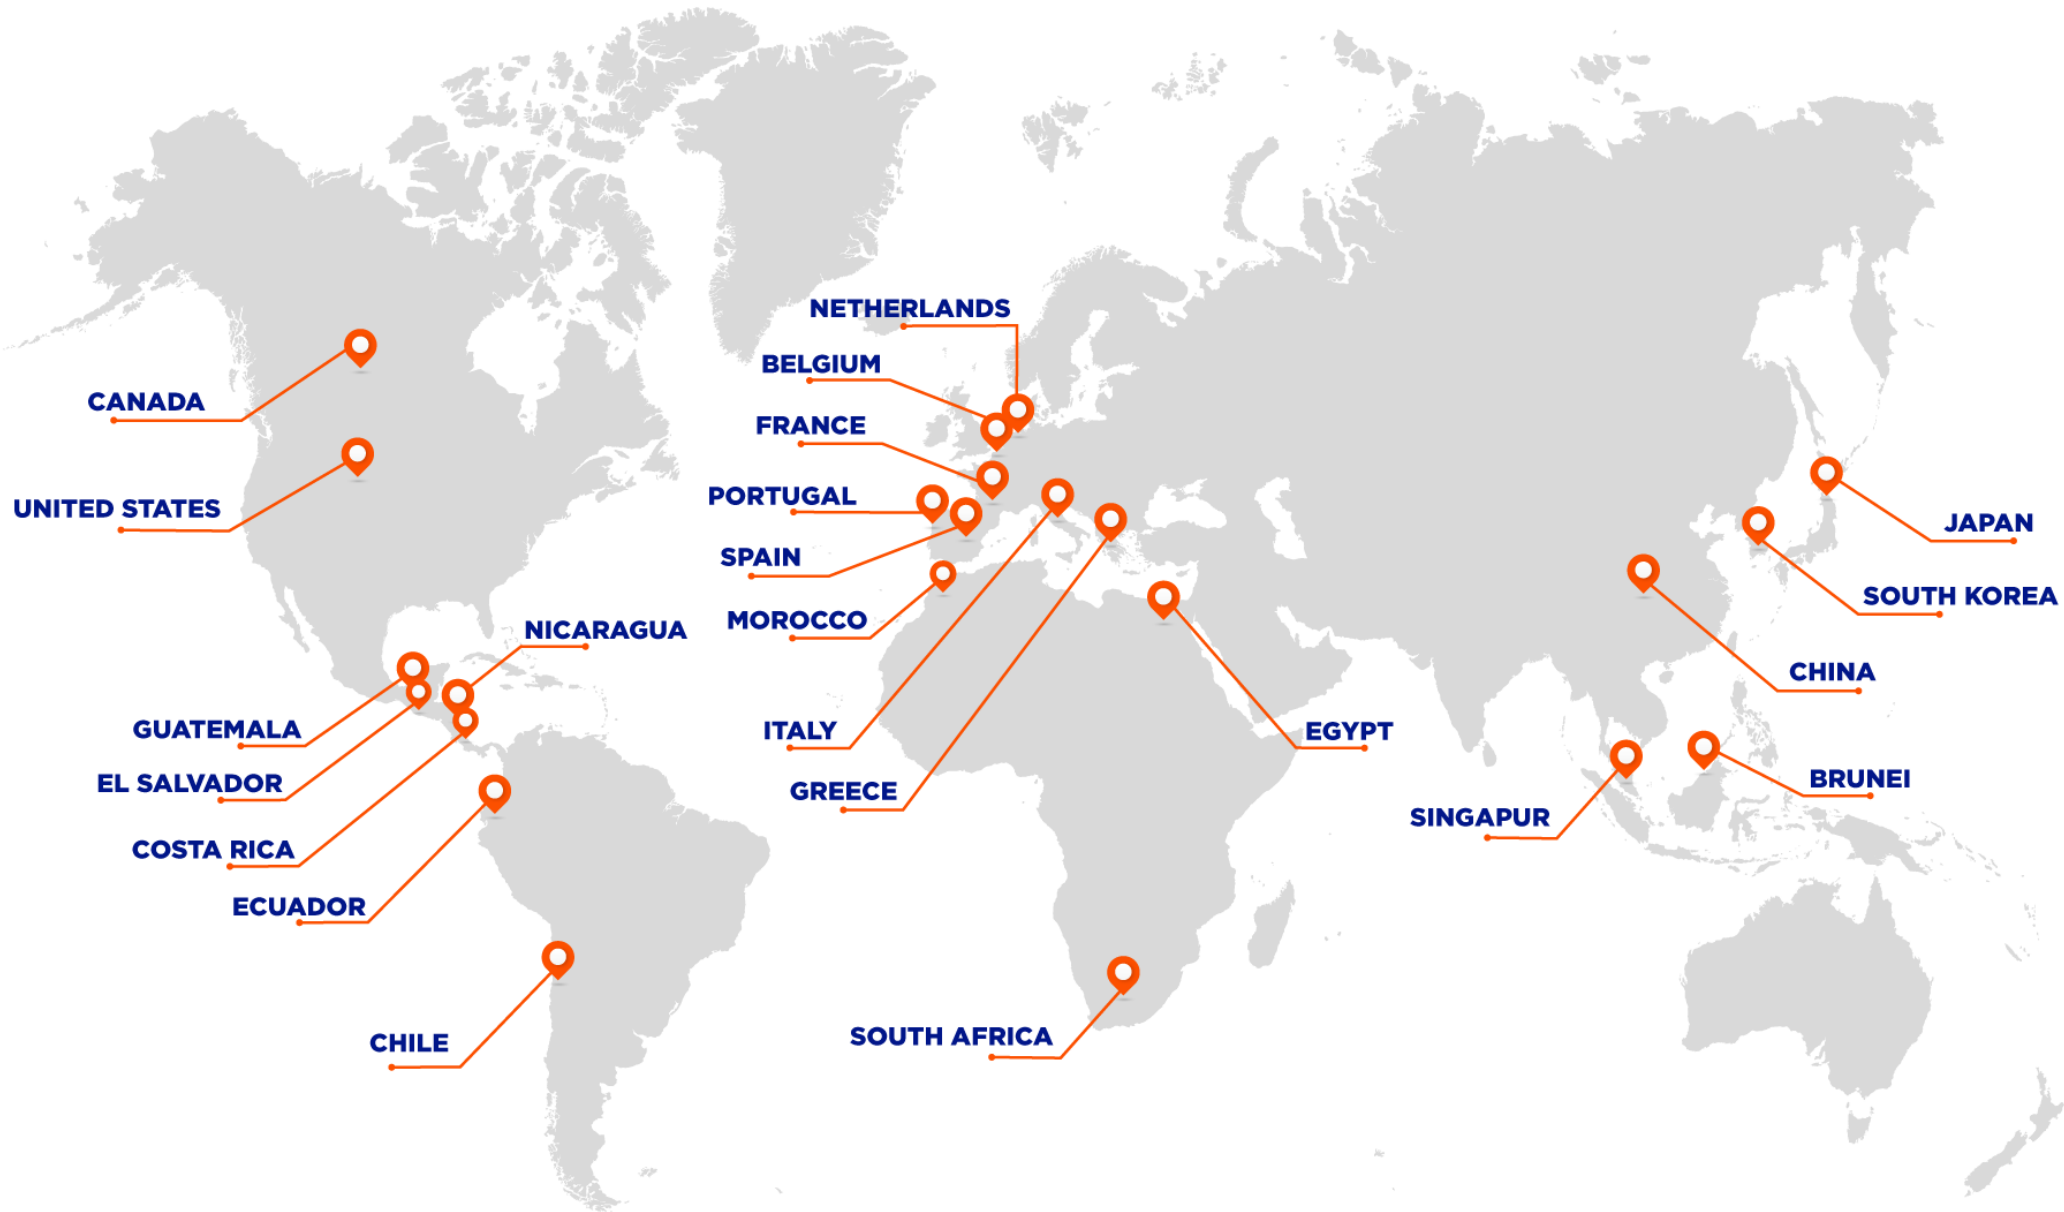 NETHERLANDS
BELGIUM
CANADA
FRANCE
PORTUGAL
UNITED STATES
JAPAN
SPAIN
SOUTH KOREA
MOROCCO
NICARAGUA
CHINA
GUATEMALA
ITALY
EGYPT
EL SALVADOR
GREECE
BRUNEI
SINGAPUR
COSTA RICA
ECUADOR
SOUTH AFRICA
CHILE